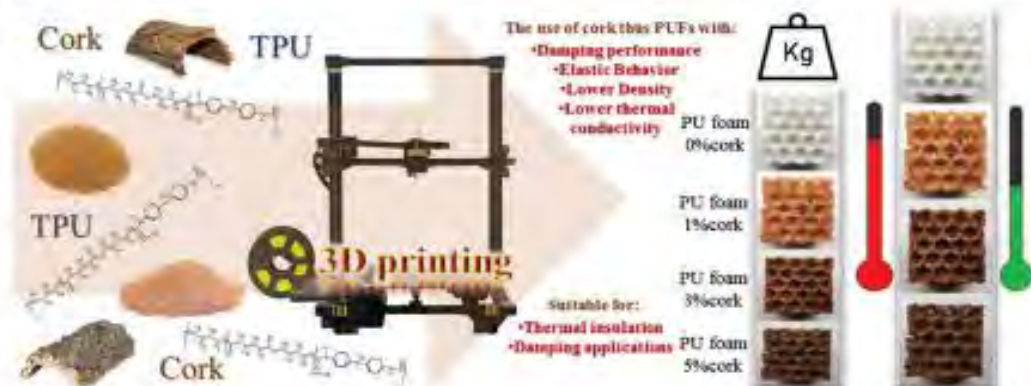 Cork
TPU
TPU
Cork
3D printing
The use of cork thus PUFs with:
•Damping performance
•Elastic Behavior
•Lower Density
•Lower thermal
conductivity
Suitable for:
•Thermal insulation
•Damping applications
Kg
PU foam
0%cork
PU foam
1%cork
PU foam
3%cork
PU foam
5%cork